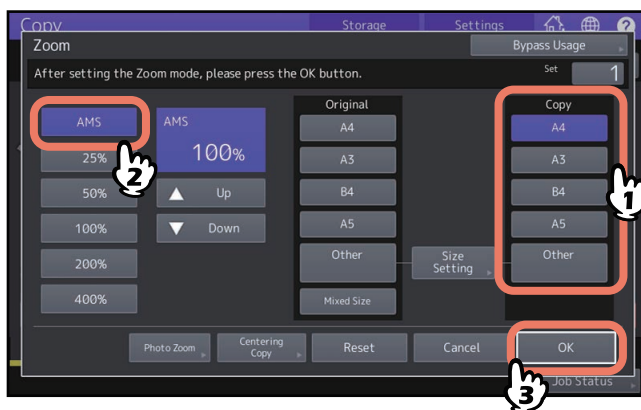 Copy
Storage
Settings
Zoom
Bypass Usage
After setting the Zoom mode, please press the OK button.
Set
1
Original
Copy
AMS
25%
50%
100%
200%
400%
AMS
100%
Up
Down
A4
A3
B4
A5
Other
Mixed Size
Size
Setting
A4
A3
B4
A5
Other
1
2
Photo Zoom
Centering
Copy
Reset
Cancel
OK
3
Job Status